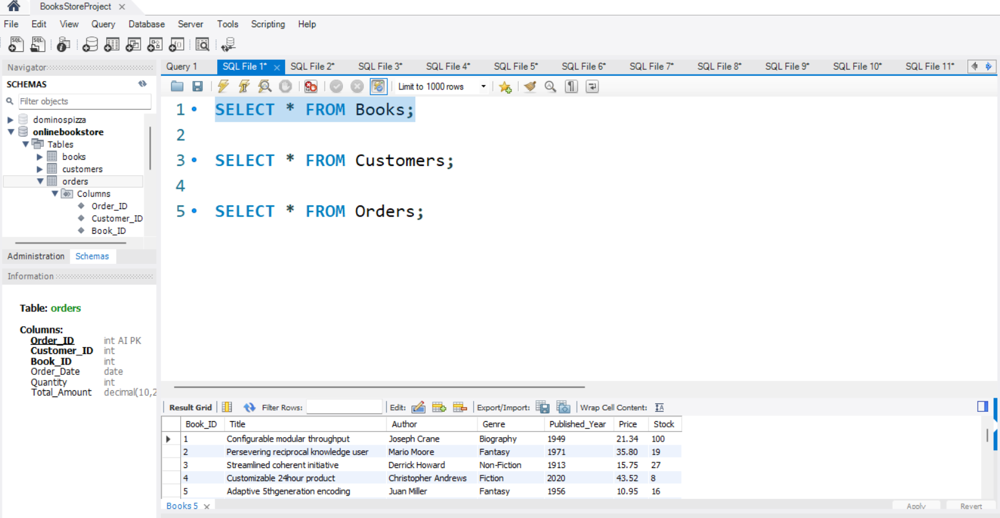 BooksStoreProject
File Edit View Query Database Server Tools Scripting Help
Navigator
SCHEMAS
Filter objects
dominospizza
onlinebookstore
Tables
books
customers
orders
Columns
Order_ID
Customer_ID
Book_ID
Administration Schemas
Information
Table: orders
Columns:
Order_ID int AI PK
Customer_ID int
Book_ID int
Order_Date date
Quantity int
Total_Amount decimal(10,2
Query 1 SQL File 1* SQL File 2* SQL File 3* SQL File 4* SQL File 5* SQL File 6* SQL File 7* SQL File 8* SQL File 9* SQL File 10* SQL File 11*
Limit to 1000 rows
1 SELECT * FROM Books;
2
3 SELECT * FROM Customers;
4
5 SELECT * FROM Orders;
Result Grid Filter Rows: Edit: Export/Import: Wrap Cell Content: IA
Book_ID Title Author Genre Published_Year Price Stock
1 Configurable modular throughput Joseph Crane Biography 1949 21.34 100
2 Persevering reciprocal knowledge user Mario Moore Fantasy 1971 35.80 19
3 Streamlined coherent initiative Derrick Howard Non-Fiction 1913 15.75 27
4 Customizable 24hour product Christopher Andrews Fiction 2020 43.52 8
5 Adaptive 5thgeneration encoding Juan Miller Fantasy 1956 10.95 16
Books 5 Apply Revert